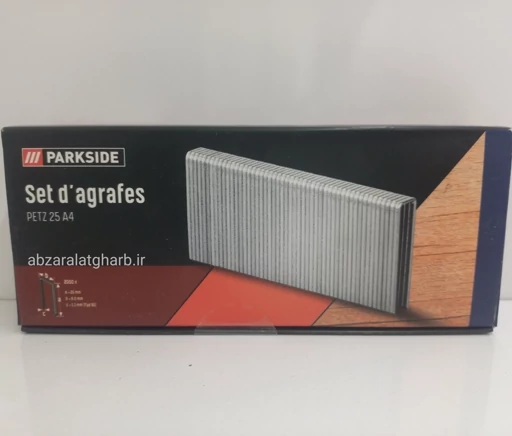 /// PARKSIDE
Set d'agrafes
PETZ 25 A4
abzaralatgharb.ir